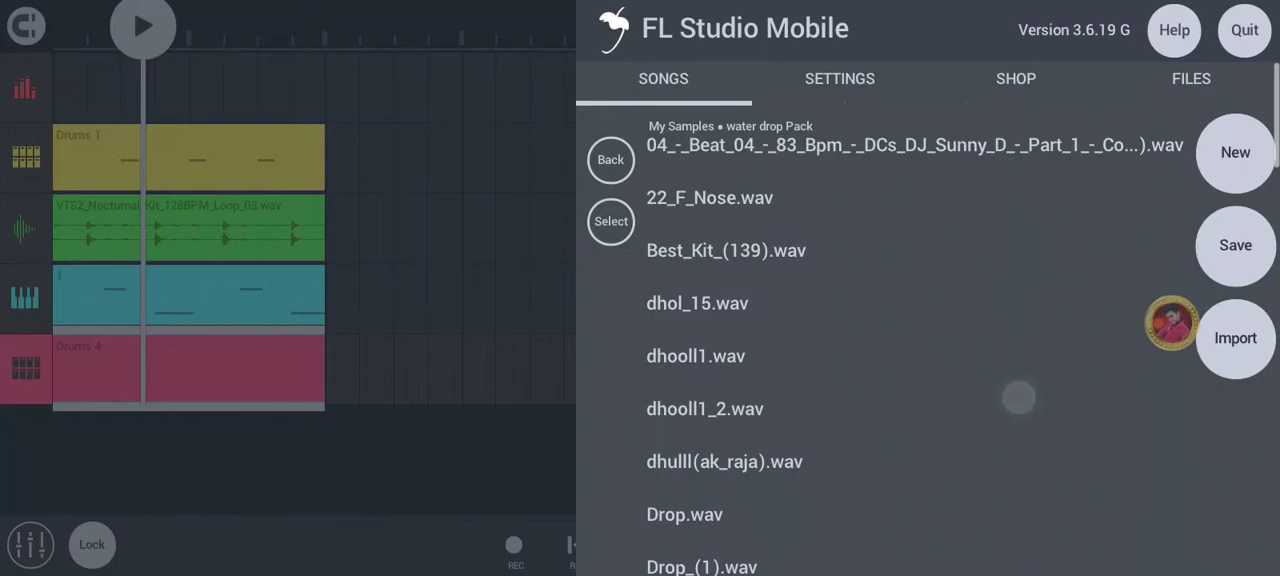 FL Studio Mobile
Version 3.6.19 G
Help
Quit
SONGS
SETTINGS
SHOP
FILES
My Samples • water drop Pack
04_-_Beat_04_-_83_Bpm_-_DCs_DJ_Sunny_D_-_Part_1_-_Co...).wav
Back
New
22_F_Nose.wav
Select
Best_Kit_(139).wav
Save
dhol_15.wav
Import
dhooll1.wav
dhooll1_2.wav
dhulll(ak_raja).wav
Drop.wav
Drop_(1).wav
Drums 1
VTS2_Nocturnal_Kit_128BPM_Loop_03.wav
1
Drums 4
Lock
REC